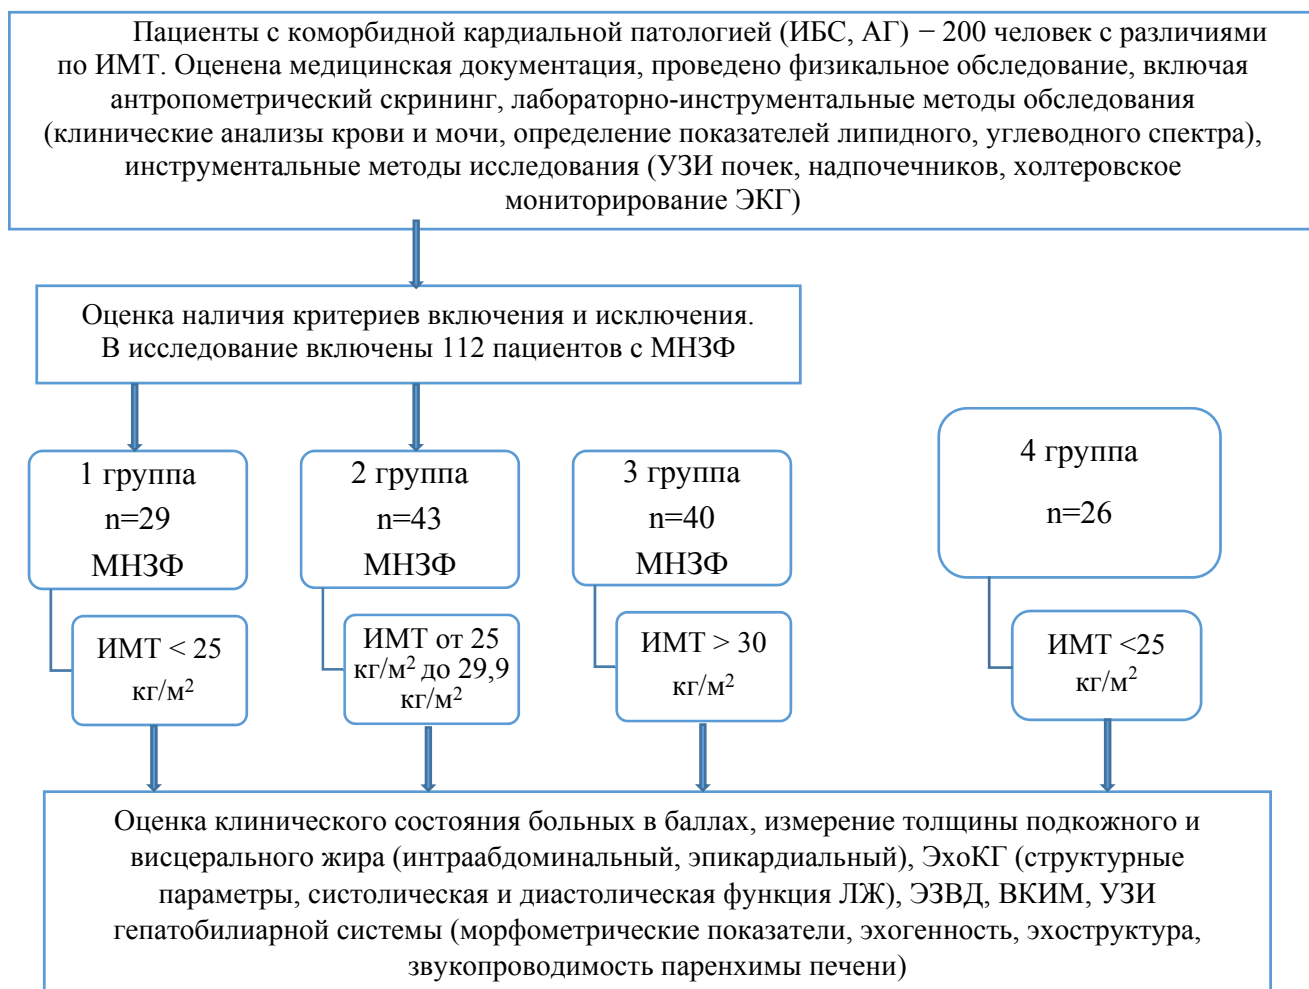 Пациенты с коморбидной кардиальной патологией (ИБС, АГ) − 200 человек с различиями
по ИМТ. Оценена медицинская документация, проведено физикальное обследование, включая
антропометрический скрининг, лабораторно-инструментальные методы обследования
(клинические анализы крови и мочи, определение показателей липидного, углеводного спектра),
инструментальные методы исследования (УЗИ почек, надпочечников, холтеровское
мониторирование ЭКГ)
Оценка наличия критериев включения и исключения.
В исследование включены 112 пациентов с МНЗФ
1 группа
n=29
МНЗФ
2 группа
n=43
МНЗФ
3 группа
n=40
МНЗФ
4 группа
n=26
ИМТ < 25
кг/м²
ИМТ от 25
кг/м² до 29,9
кг/м²
ИМТ > 30
кг/м²
ИМТ <25
кг/м²
Оценка клинического состояния больных в баллах, измерение толщины подкожного и
висцерального жира (интраабдоминальный, эпикардиальный), ЭхоКГ (структурные
параметры, систолическая и диастолическая функция ЛЖ), ЭЗВД, ВКИМ, УЗИ
гепатобилиарной системы (морфометрические показатели, эхогенность, эхоструктура,
звукопроводимость паренхимы печени)